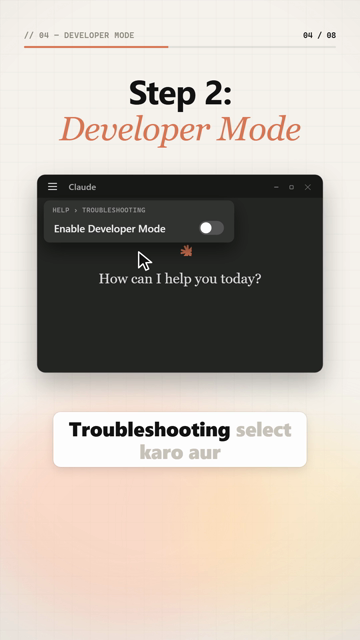 // 04 — DEVELOPER MODE
04 / 08
Step 2:
Developer Mode
Claude
HELP › TROUBLESHOOTING
Enable Developer Mode
How can I help you today?
Troubleshooting select
karo aur